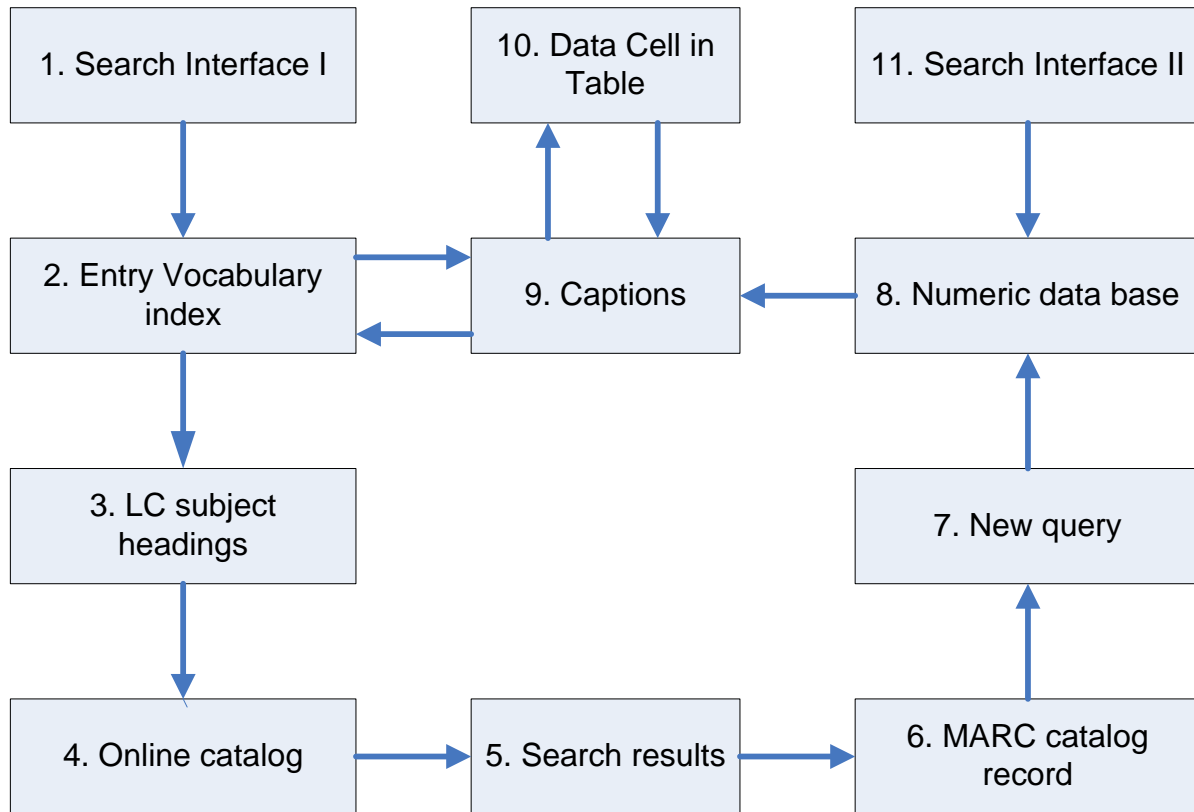 1. Search Interface I
10. Data Cell in
Table
11. Search Interface II
2. Entry Vocabulary
index
9. Captions
8. Numeric data base
3. LC subject
headings
7. New query
4. Online catalog
5. Search results
6. MARC catalog
record